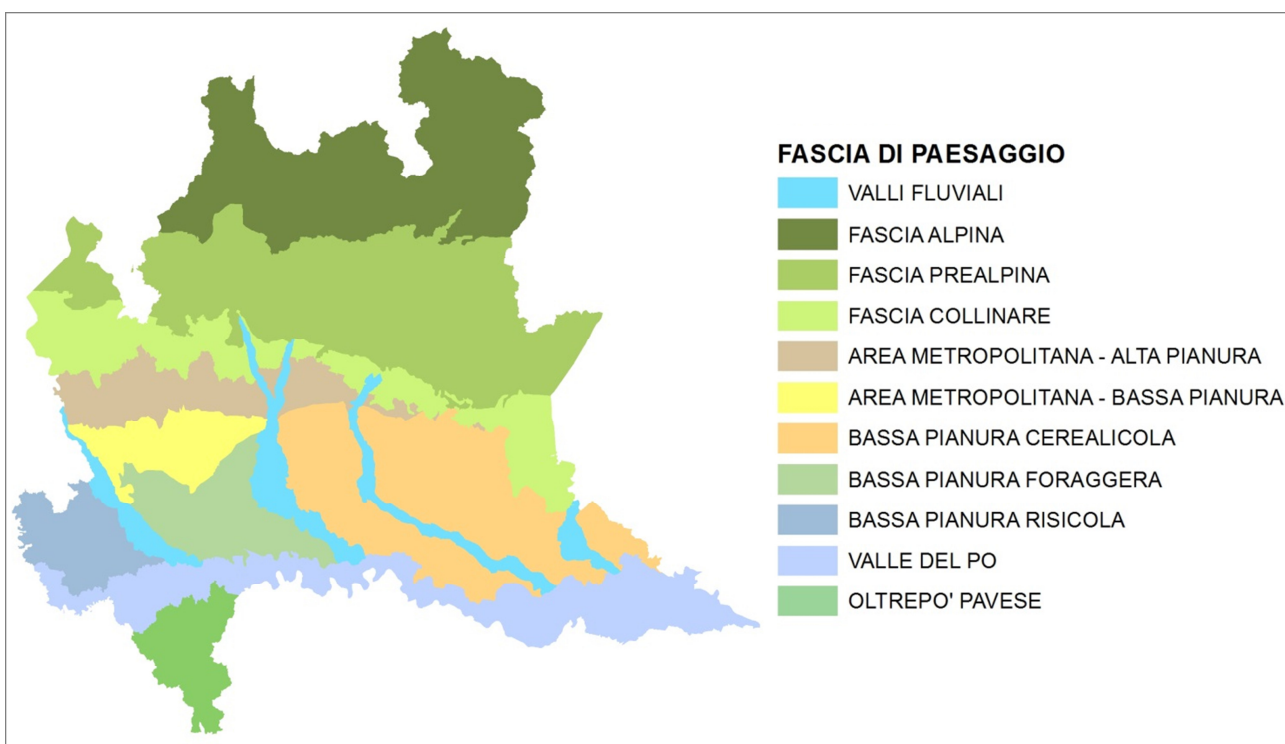 FASCIA DI PAESAGGIO
VALLI FLUVIALI
FASCIA ALPINA
FASCIA PREALPINA
FASCIA COLLINARE
AREA METROPOLITANA - ALTA PIANURA
AREA METROPOLITANA - BASSA PIANURA
BASSA PIANURA CEREALICOLA
BASSA PIANURA FORAGGERA
BASSA PIANURA RISICOLA
VALLE DEL PO
OLTREPO' PAVESE